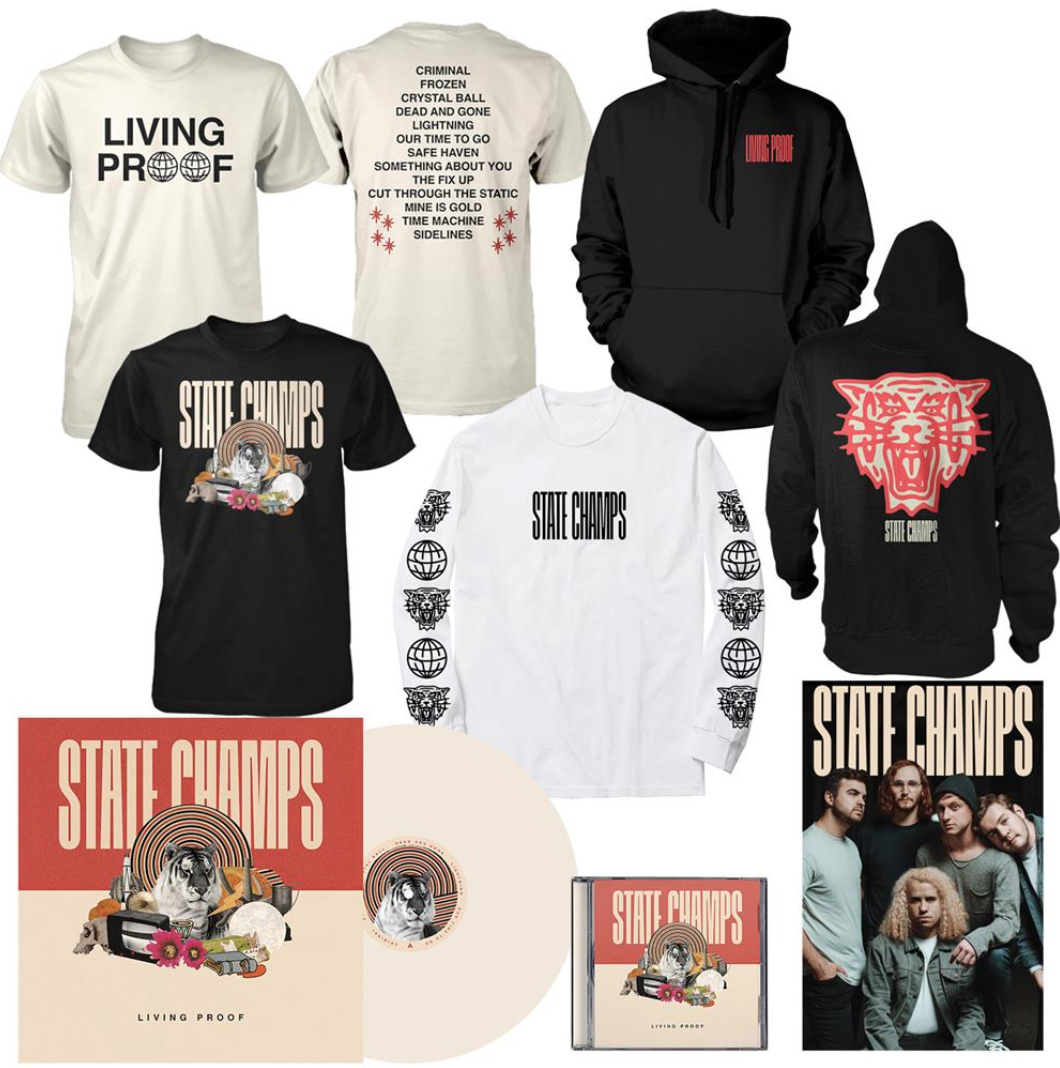 LIVING
PROOF
CRIMINAL
FROZEN
CRYSTAL BALL
DEAD AND GONE
LIGHTNING
OUR TIME TO GO
SAFE HAVEN
SOMETHING ABOUT YOU
THE FIX UP
CUT THROUGH THE STATIC
MINE IS GOLD
TIME MACHINE
SIDELINES
LIVING PROOF
STATE CHAMPS
STATE CHAMPS
STATE CHAMPS
STATE CHAMPS
LIVING PROOF
A
STATE CHAMPS
LIVING PROOF
STATE CHAMPS